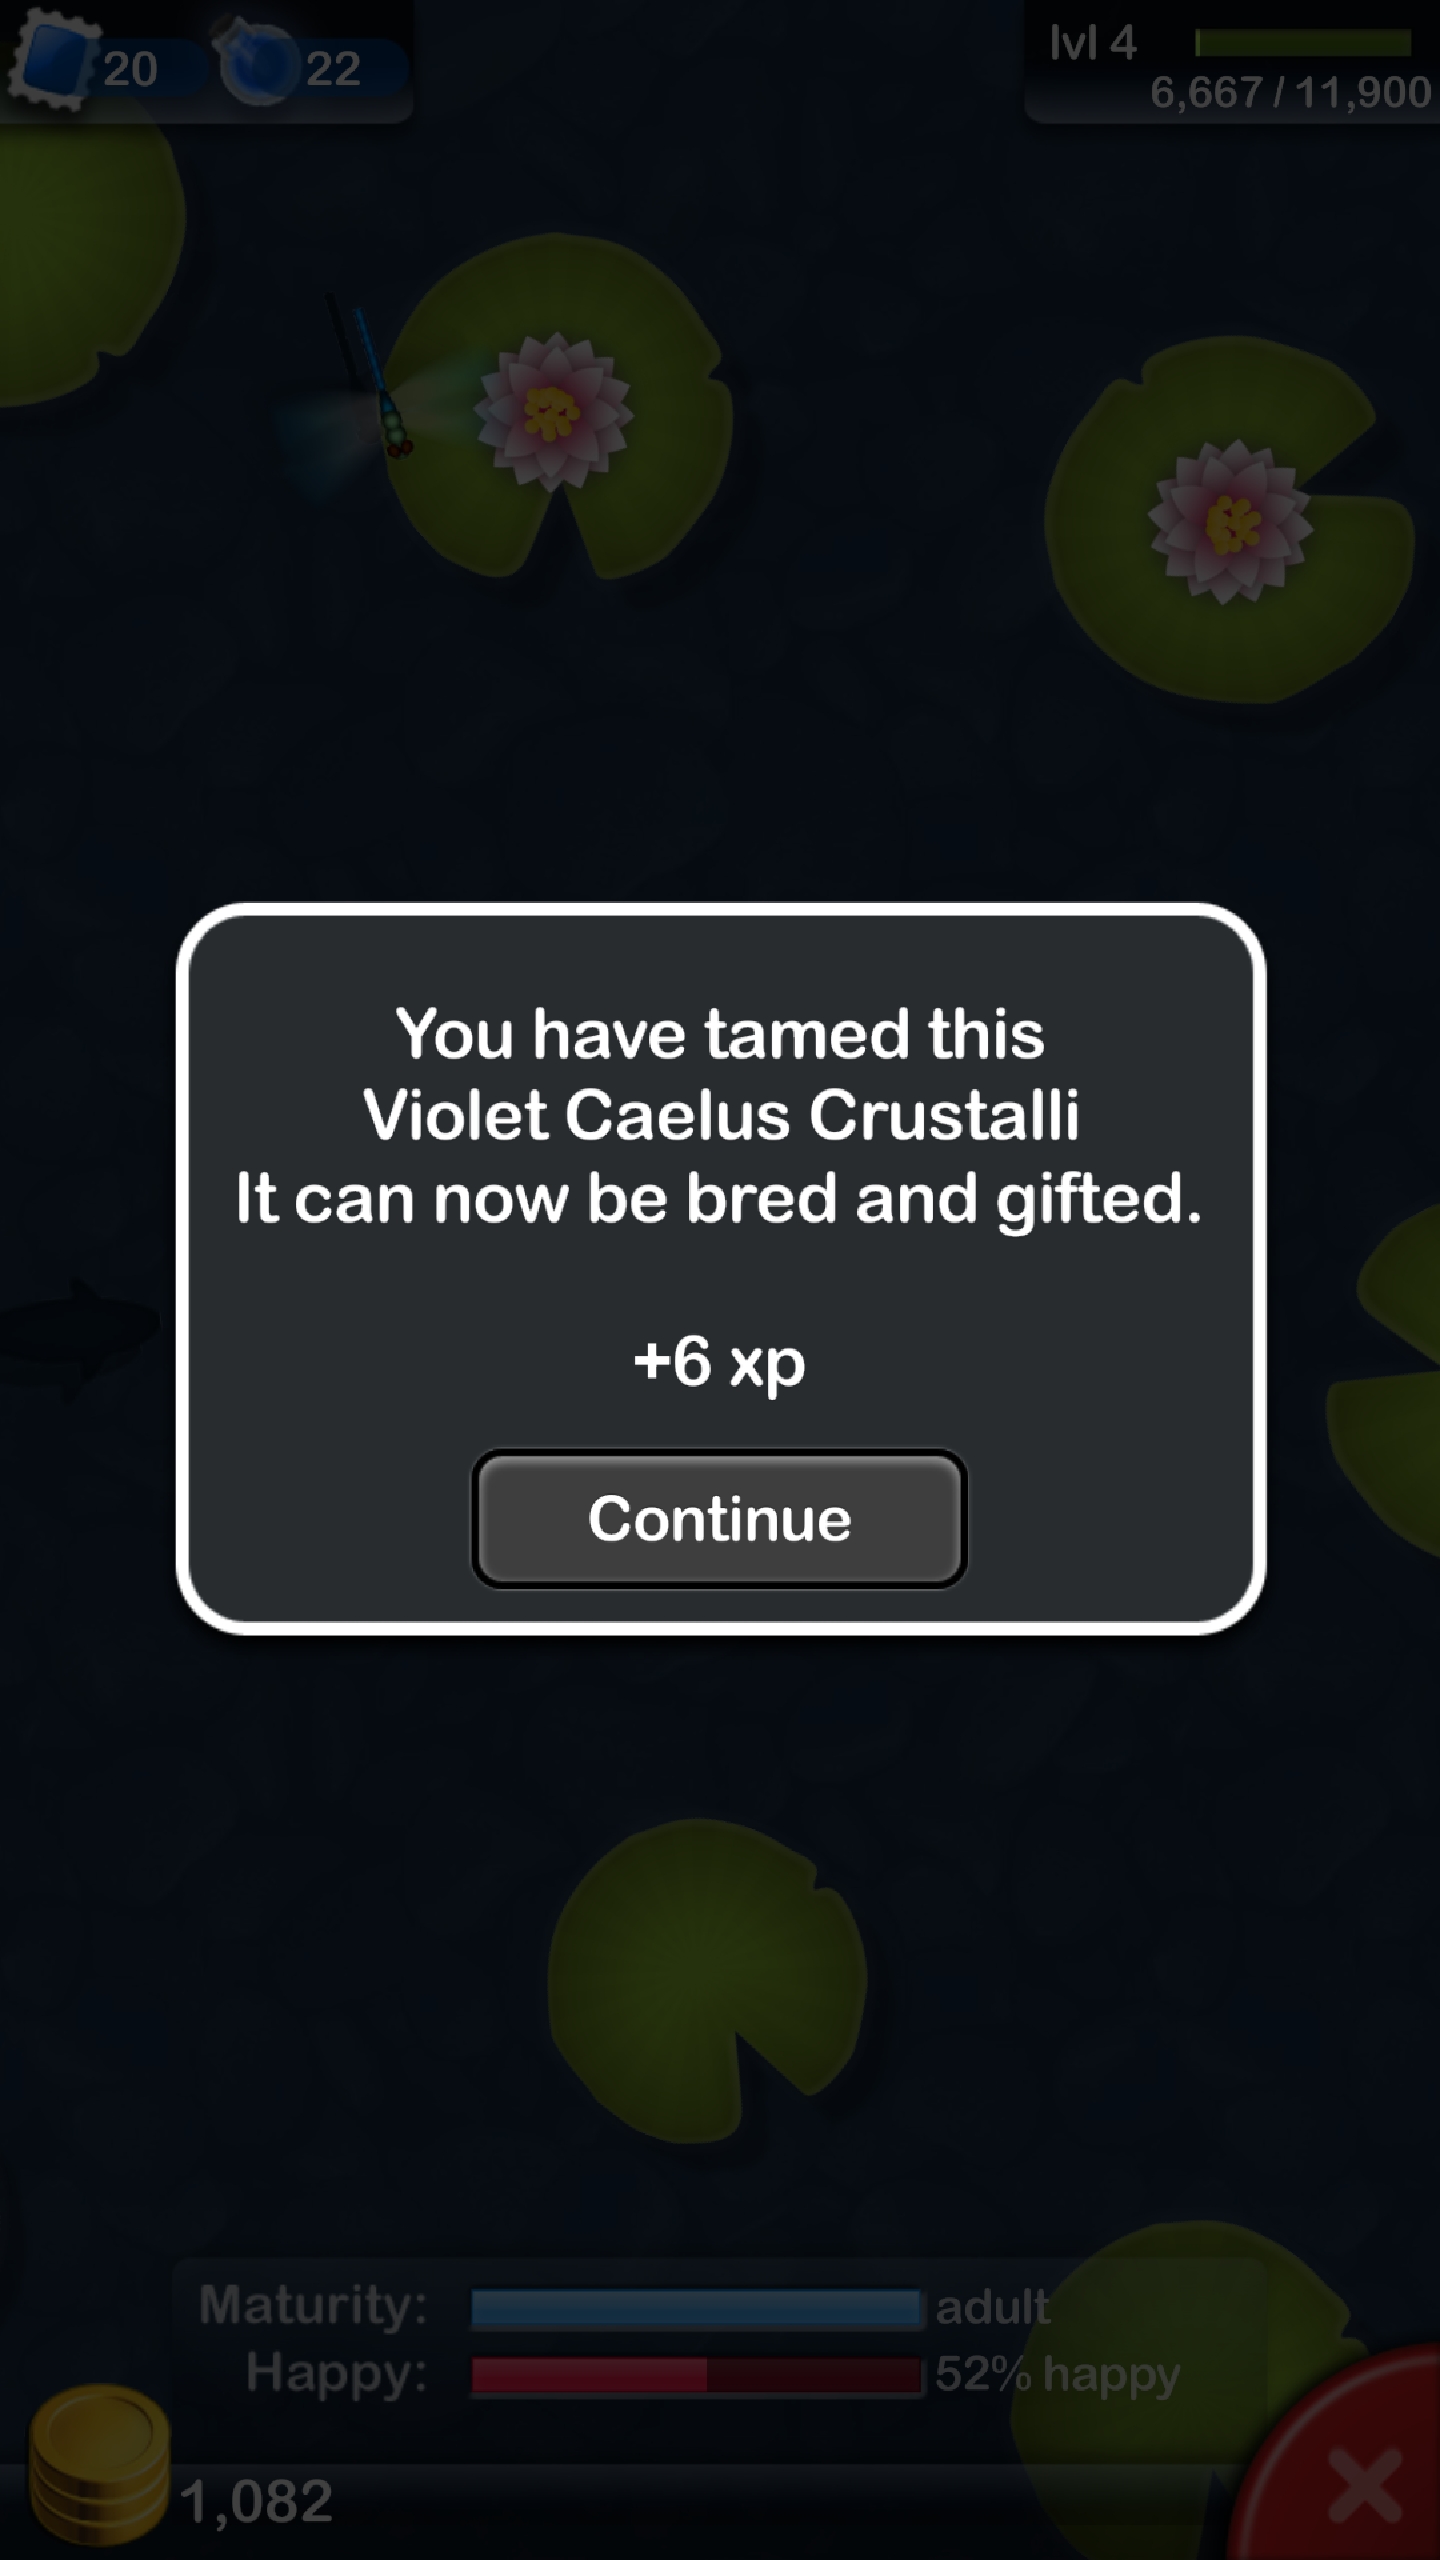 20
22
lvl 4
6,667 / 11,900
You have tamed this
Violet Caelus Crustalli
It can now be bred and gifted.
+6 xp
Continue
Maturity:
adult
Happy:
52% happy
1,082